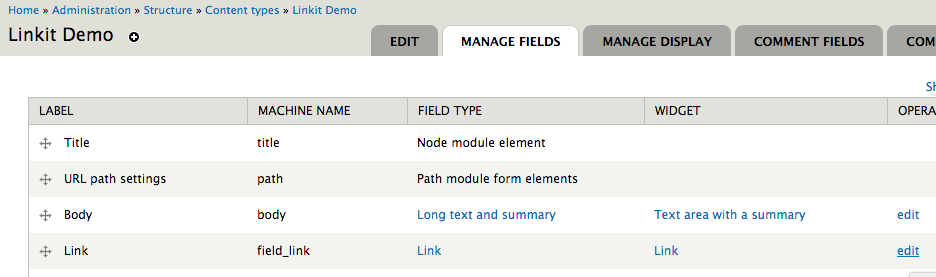 Home » Administration » Structure » Content types » Linkit Demo
Linkit Demo
EDIT MANAGE FIELDS MANAGE DISPLAY COMMENT FIELDS
LABEL MACHINE NAME FIELD TYPE WIDGET
Title title Node module element
URL path settings path Path module form elements
Body body Long text and summary Text area with a summary edit
Link field_link Link Link edit